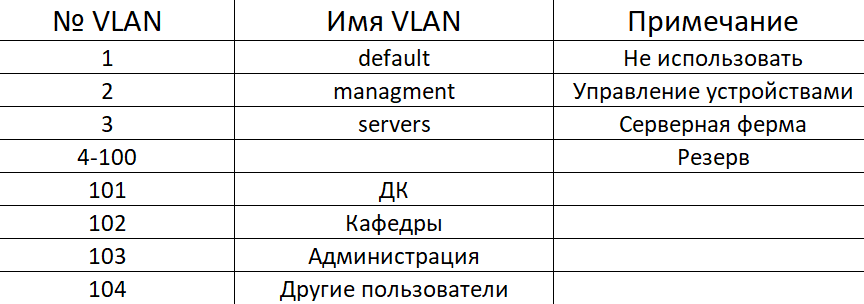 № VLAN Имя VLAN Примечание
1 default Не использовать
2 managment Управление устройствами
3 servers Серверная ферма
4-100 Резерв
101 ДК
102 Кафедры
103 Администрация
104 Другие пользователи